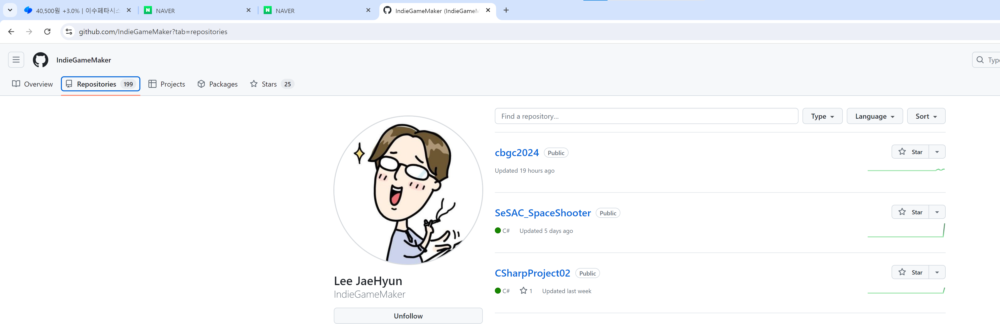 40,500원 +3.0% | 이수페타시스
NAVER
NAVER
IndieGameMaker (IndieGameM
github.com/IndieGameMaker?tab=repositories
IndieGameMaker
Type
Overview
Repositories 199
Projects
Packages
Stars 25
Find a repository...
Type
Language
Sort
cbgc2024 Public
Star
Updated 19 hours ago
SeSAC_SpaceShooter Public
Star
C# Updated 5 days ago
CSharpProject02 Public
Star
C# 1 Updated last week
Lee JaeHyun
IndieGameMaker
Unfollow